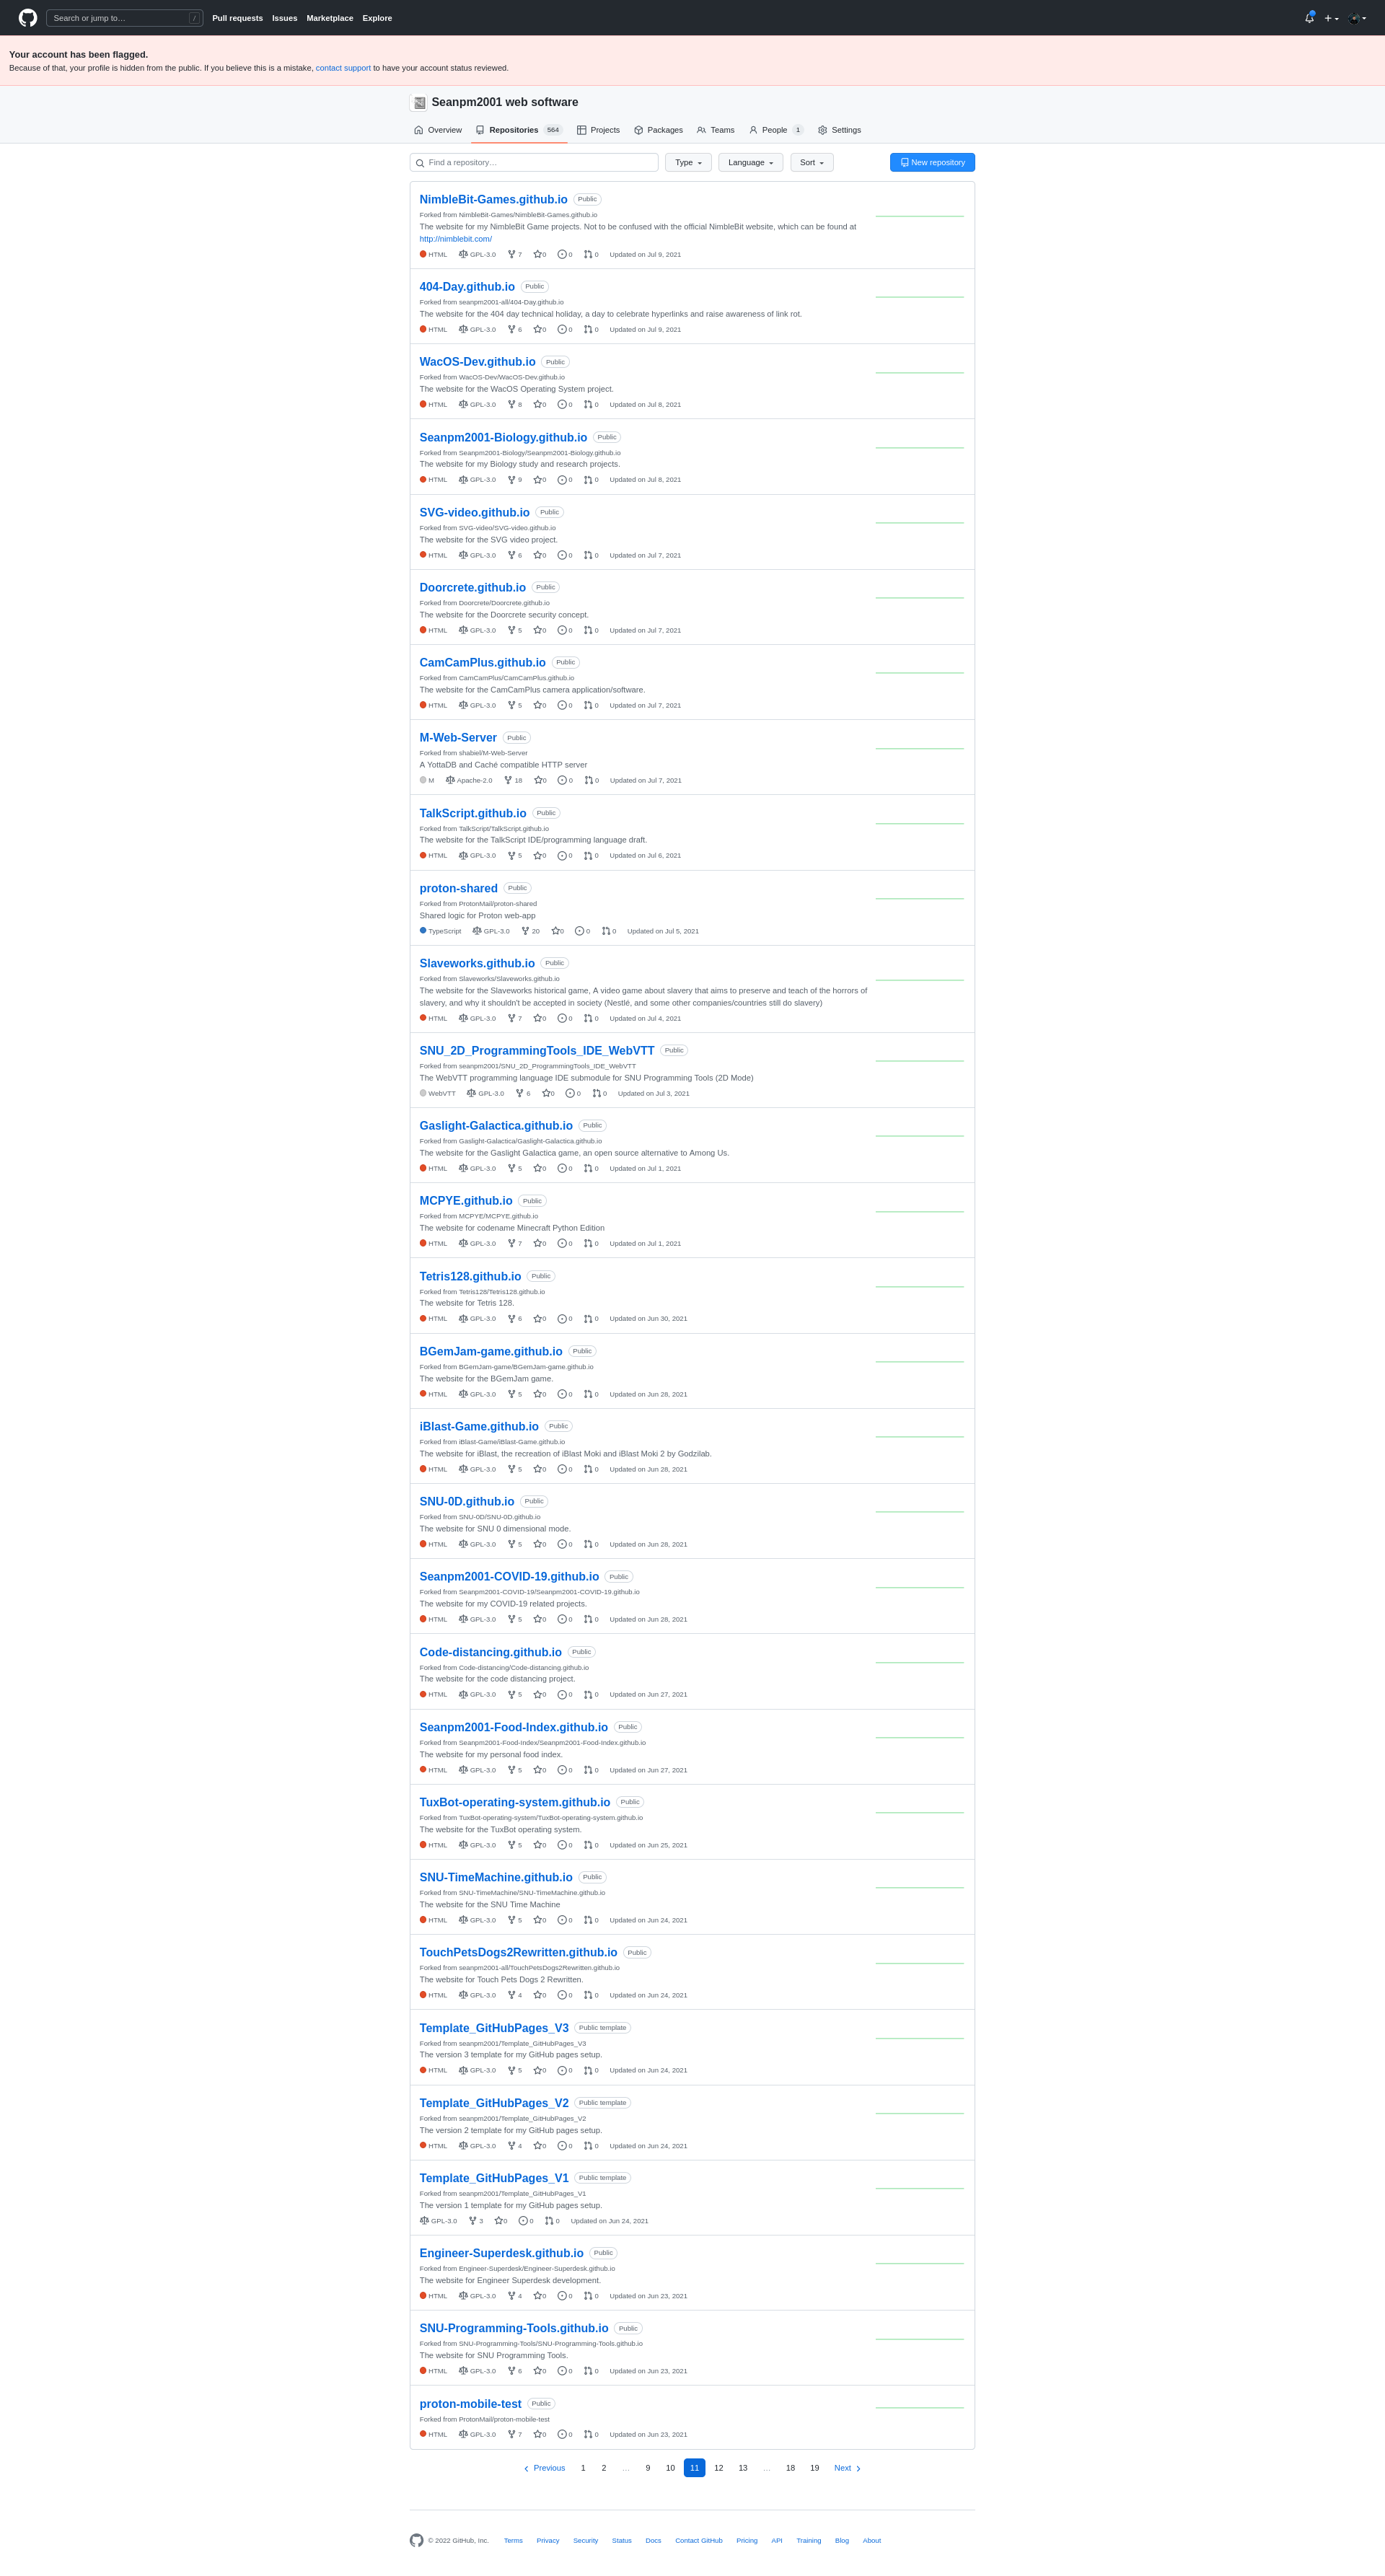 Search or jump to… /
Pull requests Issues Marketplace Explore
Your account has been flagged.
Because of that, your profile is hidden from the public. If you believe this is a mistake, contact support to have your account status reviewed.
Seanpm2001 web software
Overview Repositories 564 Projects Packages Teams People 1 Settings
Find a repository… Type Language Sort New repository
NimbleBit-Games.github.io Public
Forked from NimbleBit-Games/NimbleBit-Games.github.io
The website for my NimbleBit Game projects. Not to be confused with the official NimbleBit website, which can be found at
http://nimblebit.com/
HTML GPL-3.0 7 0 0 0 Updated on Jul 9, 2021
404-Day.github.io Public
Forked from seanpm2001-all/404-Day.github.io
The website for the 404 day technical holiday, a day to celebrate hyperlinks and raise awareness of link rot.
HTML GPL-3.0 6 0 0 0 Updated on Jul 9, 2021
WacOS-Dev.github.io Public
Forked from WacOS-Dev/WacOS-Dev.github.io
The website for the WacOS Operating System project.
HTML GPL-3.0 8 0 0 0 Updated on Jul 8, 2021
Seanpm2001-Biology.github.io Public
Forked from Seanpm2001-Biology/Seanpm2001-Biology.github.io
The website for my Biology study and research projects.
HTML GPL-3.0 9 0 0 0 Updated on Jul 8, 2021
SVG-video.github.io Public
Forked from SVG-video/SVG-video.github.io
The website for the SVG video project.
HTML GPL-3.0 6 0 0 0 Updated on Jul 7, 2021
Doorcrete.github.io Public
Forked from Doorcrete/Doorcrete.github.io
The website for the Doorcrete security concept.
HTML GPL-3.0 5 0 0 0 Updated on Jul 7, 2021
CamCamPlus.github.io Public
Forked from CamCamPlus/CamCamPlus.github.io
The website for the CamCamPlus camera application/software.
HTML GPL-3.0 5 0 0 0 Updated on Jul 7, 2021
M-Web-Server Public
Forked from shabiel/M-Web-Server
A YottaDB and Caché compatible HTTP server
M Apache-2.0 18 0 0 0 Updated on Jul 7, 2021
TalkScript.github.io Public
Forked from TalkScript/TalkScript.github.io
The website for the TalkScript IDE/programming language draft.
HTML GPL-3.0 5 0 0 0 Updated on Jul 6, 2021
proton-shared Public
Forked from ProtonMail/proton-shared
Shared logic for Proton web-app
TypeScript GPL-3.0 20 0 0 0 Updated on Jul 5, 2021
Slaveworks.github.io Public
Forked from Slaveworks/Slaveworks.github.io
The website for the Slaveworks historical game, A video game about slavery that aims to preserve and teach of the horrors of
slavery, and why it shouldn't be accepted in society (Nestlé, and some other companies/countries still do slavery)
HTML GPL-3.0 7 0 0 0 Updated on Jul 4, 2021
SNU_2D_ProgrammingTools_IDE_WebVTT Public
Forked from seanpm2001/SNU_2D_ProgrammingTools_IDE_WebVTT
The WebVTT programming language IDE submodule for SNU Programming Tools (2D Mode)
WebVTT GPL-3.0 6 0 0 0 Updated on Jul 3, 2021
Gaslight-Galactica.github.io Public
Forked from Gaslight-Galactica/Gaslight-Galactica.github.io
The website for the Gaslight Galactica game, an open source alternative to Among Us.
HTML GPL-3.0 5 0 0 0 Updated on Jul 1, 2021
MCPYE.github.io Public
Forked from MCPYE/MCPYE.github.io
The website for codename Minecraft Python Edition
HTML GPL-3.0 7 0 0 0 Updated on Jul 1, 2021
Tetris128.github.io Public
Forked from Tetris128/Tetris128.github.io
The website for Tetris 128.
HTML GPL-3.0 6 0 0 0 Updated on Jun 30, 2021
BGemJam-game.github.io Public
Forked from BGemJam-game/BGemJam-game.github.io
The website for the BGemJam game.
HTML GPL-3.0 5 0 0 0 Updated on Jun 28, 2021
iBlast-Game.github.io Public
Forked from iBlast-Game/iBlast-Game.github.io
The website for iBlast, the recreation of iBlast Moki and iBlast Moki 2 by Godzilab.
HTML GPL-3.0 5 0 0 0 Updated on Jun 28, 2021
SNU-0D.github.io Public
Forked from SNU-0D/SNU-0D.github.io
The website for SNU 0 dimensional mode.
HTML GPL-3.0 5 0 0 0 Updated on Jun 28, 2021
Seanpm2001-COVID-19.github.io Public
Forked from Seanpm2001-COVID-19/Seanpm2001-COVID-19.github.io
The website for my COVID-19 related projects.
HTML GPL-3.0 5 0 0 0 Updated on Jun 28, 2021
Code-distancing.github.io Public
Forked from Code-distancing/Code-distancing.github.io
The website for the code distancing project.
HTML GPL-3.0 5 0 0 0 Updated on Jun 27, 2021
Seanpm2001-Food-Index.github.io Public
Forked from Seanpm2001-Food-Index/Seanpm2001-Food-Index.github.io
The website for my personal food index.
HTML GPL-3.0 5 0 0 0 Updated on Jun 27, 2021
TuxBot-operating-system.github.io Public
Forked from TuxBot-operating-system/TuxBot-operating-system.github.io
The website for the TuxBot operating system.
HTML GPL-3.0 5 0 0 0 Updated on Jun 25, 2021
SNU-TimeMachine.github.io Public
Forked from SNU-TimeMachine/SNU-TimeMachine.github.io
The website for the SNU Time Machine
HTML GPL-3.0 5 0 0 0 Updated on Jun 24, 2021
TouchPetsDogs2Rewritten.github.io Public
Forked from seanpm2001-all/TouchPetsDogs2Rewritten.github.io
The website for Touch Pets Dogs 2 Rewritten.
HTML GPL-3.0 4 0 0 0 Updated on Jun 24, 2021
Template_GitHubPages_V3 Public template
Forked from seanpm2001/Template_GitHubPages_V3
The version 3 template for my GitHub pages setup.
HTML GPL-3.0 5 0 0 0 Updated on Jun 24, 2021
Template_GitHubPages_V2 Public template
Forked from seanpm2001/Template_GitHubPages_V2
The version 2 template for my GitHub pages setup.
HTML GPL-3.0 4 0 0 0 Updated on Jun 24, 2021
Template_GitHubPages_V1 Public template
Forked from seanpm2001/Template_GitHubPages_V1
The version 1 template for my GitHub pages setup.
GPL-3.0 3 0 0 0 Updated on Jun 24, 2021
Engineer-Superdesk.github.io Public
Forked from Engineer-Superdesk/Engineer-Superdesk.github.io
The website for Engineer Superdesk development.
HTML GPL-3.0 4 0 0 0 Updated on Jun 23, 2021
SNU-Programming-Tools.github.io Public
Forked from SNU-Programming-Tools/SNU-Programming-Tools.github.io
The website for SNU Programming Tools.
HTML GPL-3.0 6 0 0 0 Updated on Jun 23, 2021
proton-mobile-test Public
Forked from ProtonMail/proton-mobile-test
HTML GPL-3.0 7 0 0 0 Updated on Jun 23, 2021
Previous 1 2 … 9 10 11 12 13 … 18 19 Next
© 2022 GitHub, Inc. Terms Privacy Security Status Docs Contact GitHub Pricing API Training Blog About